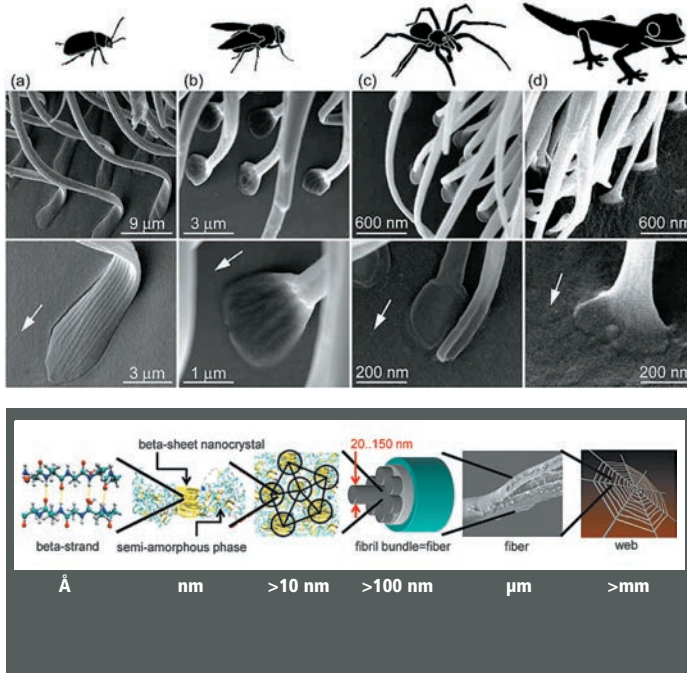 (a)
(b)
(c)
(d)
9 µm
3 µm
600 nm
600 nm
3 µm
1 µm
200 nm
200 nm
beta-sheet nanocrystal
20..150 nm
beta-strand
semi-amorphous phase
fibril bundle=fiber
fiber
web
Å
nm
>10 nm
>100 nm
µm
>mm